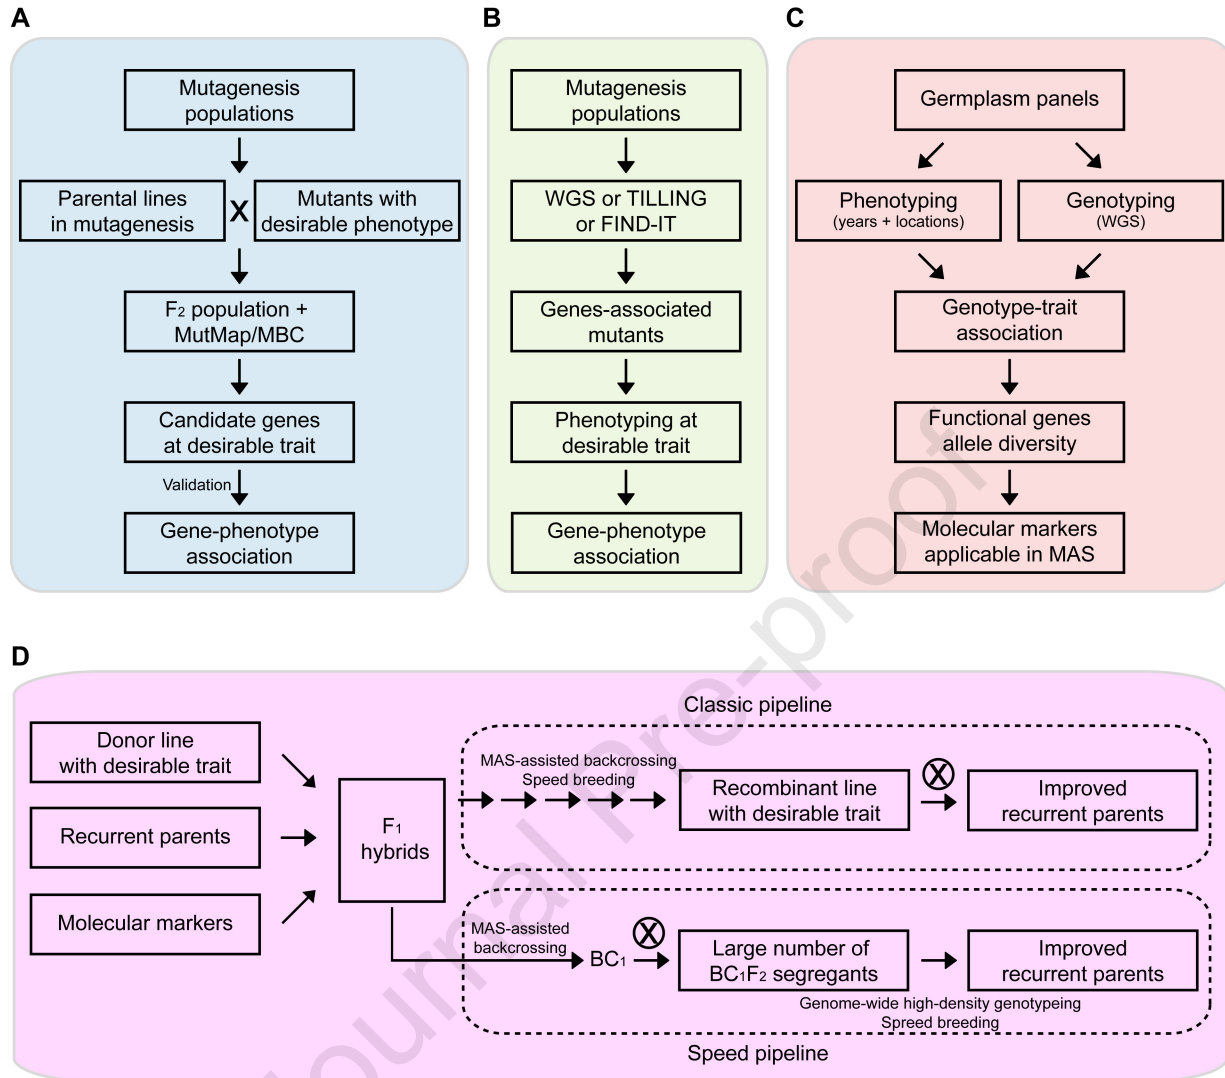 A
Mutagenesis
populations
Parental lines
in mutagenesis
X
Mutants with
desirable phenotype
F₂ population +
MutMap/MBC
Candidate genes
at desirable trait
Validation
Gene-phenotype
association
B
Mutagenesis
populations
WGS or TILLING
or FIND-IT
Genes-associated
mutants
Phenotyping at
desirable trait
Gene-phenotype
association
C
Germplasm panels
Phenotyping
(years + locations)
Genotyping
(WGS)
Genotype-trait
association
Functional genes
allele diversity
Molecular markers
applicable in MAS
D
Donor line
with desirable trait
Recurrent parents
Molecular markers
F₁
hybrids
Classic pipeline
MAS-assisted backcrossing
Speed breeding
Recombinant line
with desirable trait
X
Improved
recurrent parents
MAS-assisted
backcrossing
BC₁
X
Large number of
BC₁F₂ segregants
Improved
recurrent parents
Genome-wide high-density genotypeing
Spreed breeding
Speed pipeline
Journal Pre-proof